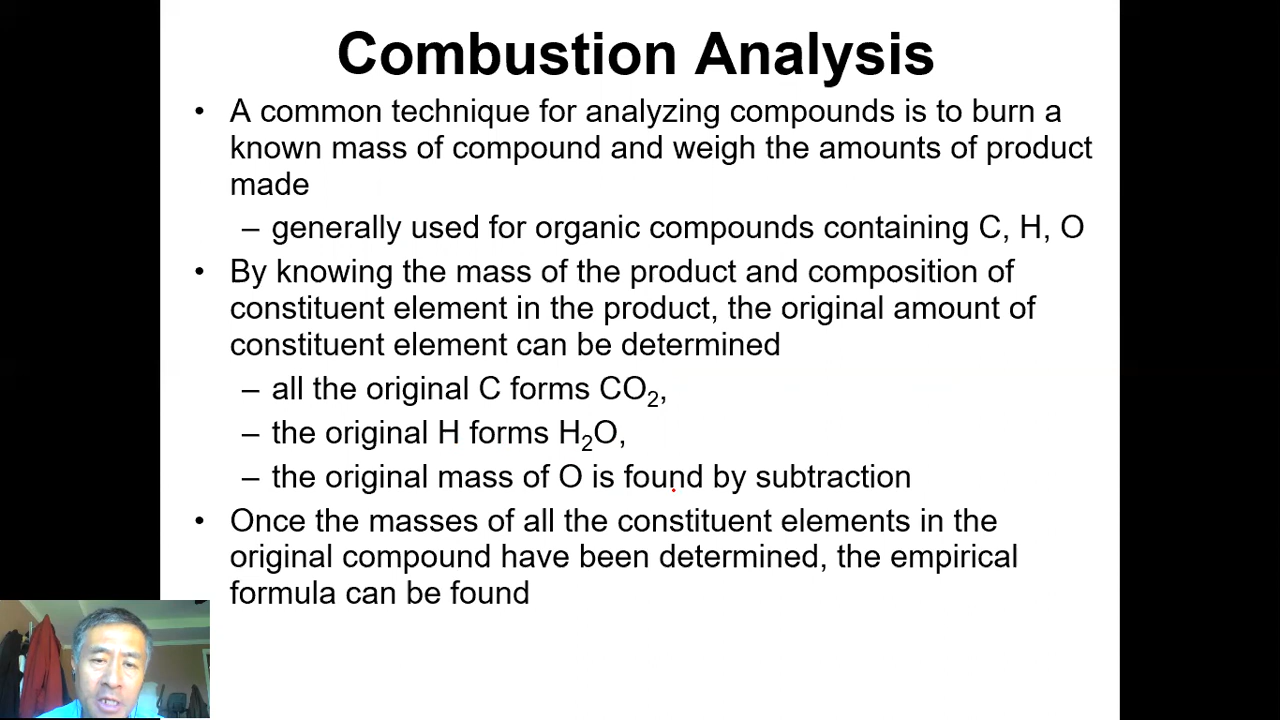 Combustion Analysis
• A common technique for analyzing compounds is to burn a
known mass of compound and weigh the amounts of product
made
– generally used for organic compounds containing C, H, O
• By knowing the mass of the product and composition of
constituent element in the product, the original amount of
constituent element can be determined
– all the original C forms CO₂,
– the original H forms H₂O,
– the original mass of O is found by subtraction
• Once the masses of all the constituent elements in the
original compound have been determined, the empirical
formula can be found